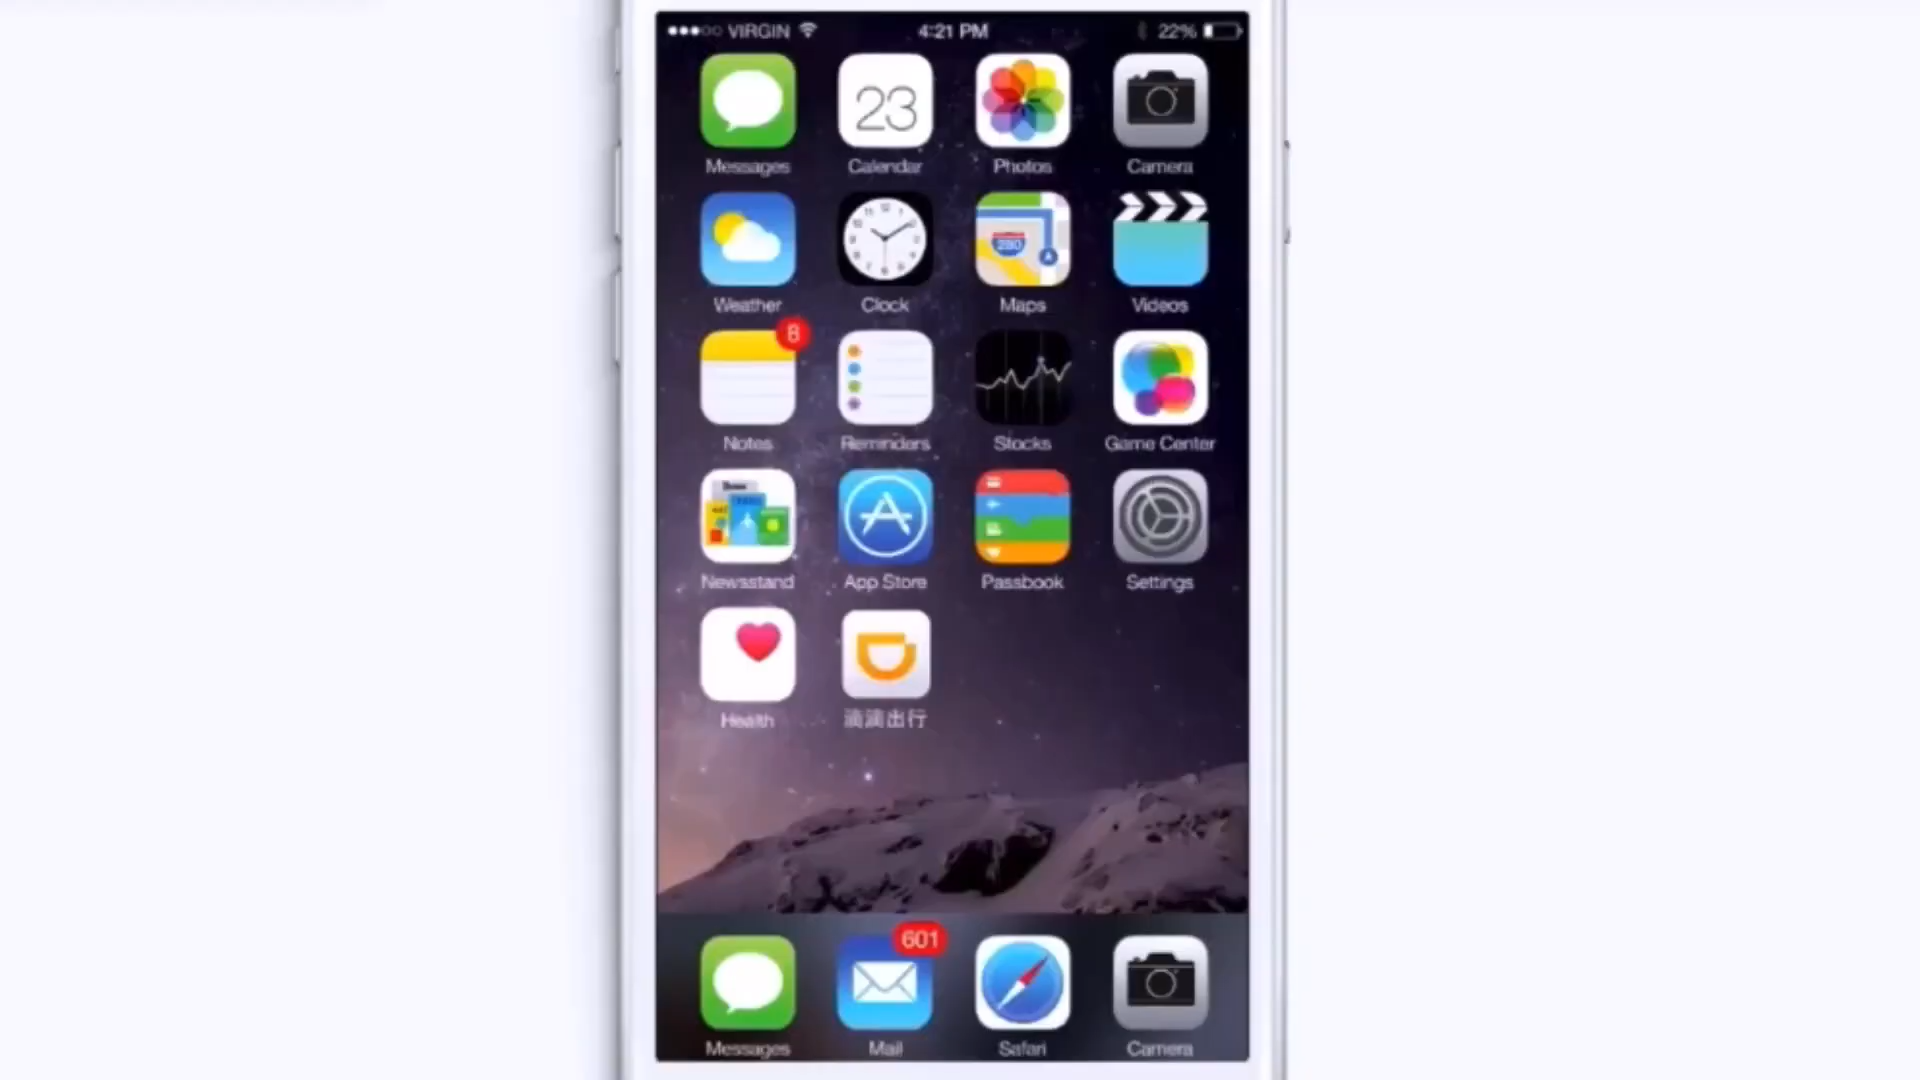 VIRGIN 4:21 PM 22%
23
Messages Calendar Photos Camera
280
Weather Clock Maps Videos
8
Notes Reminders Stocks Game Center
Newsstand App Store Passbook Settings
Health 滴滴出行
601
Messages Mail Safari Camera